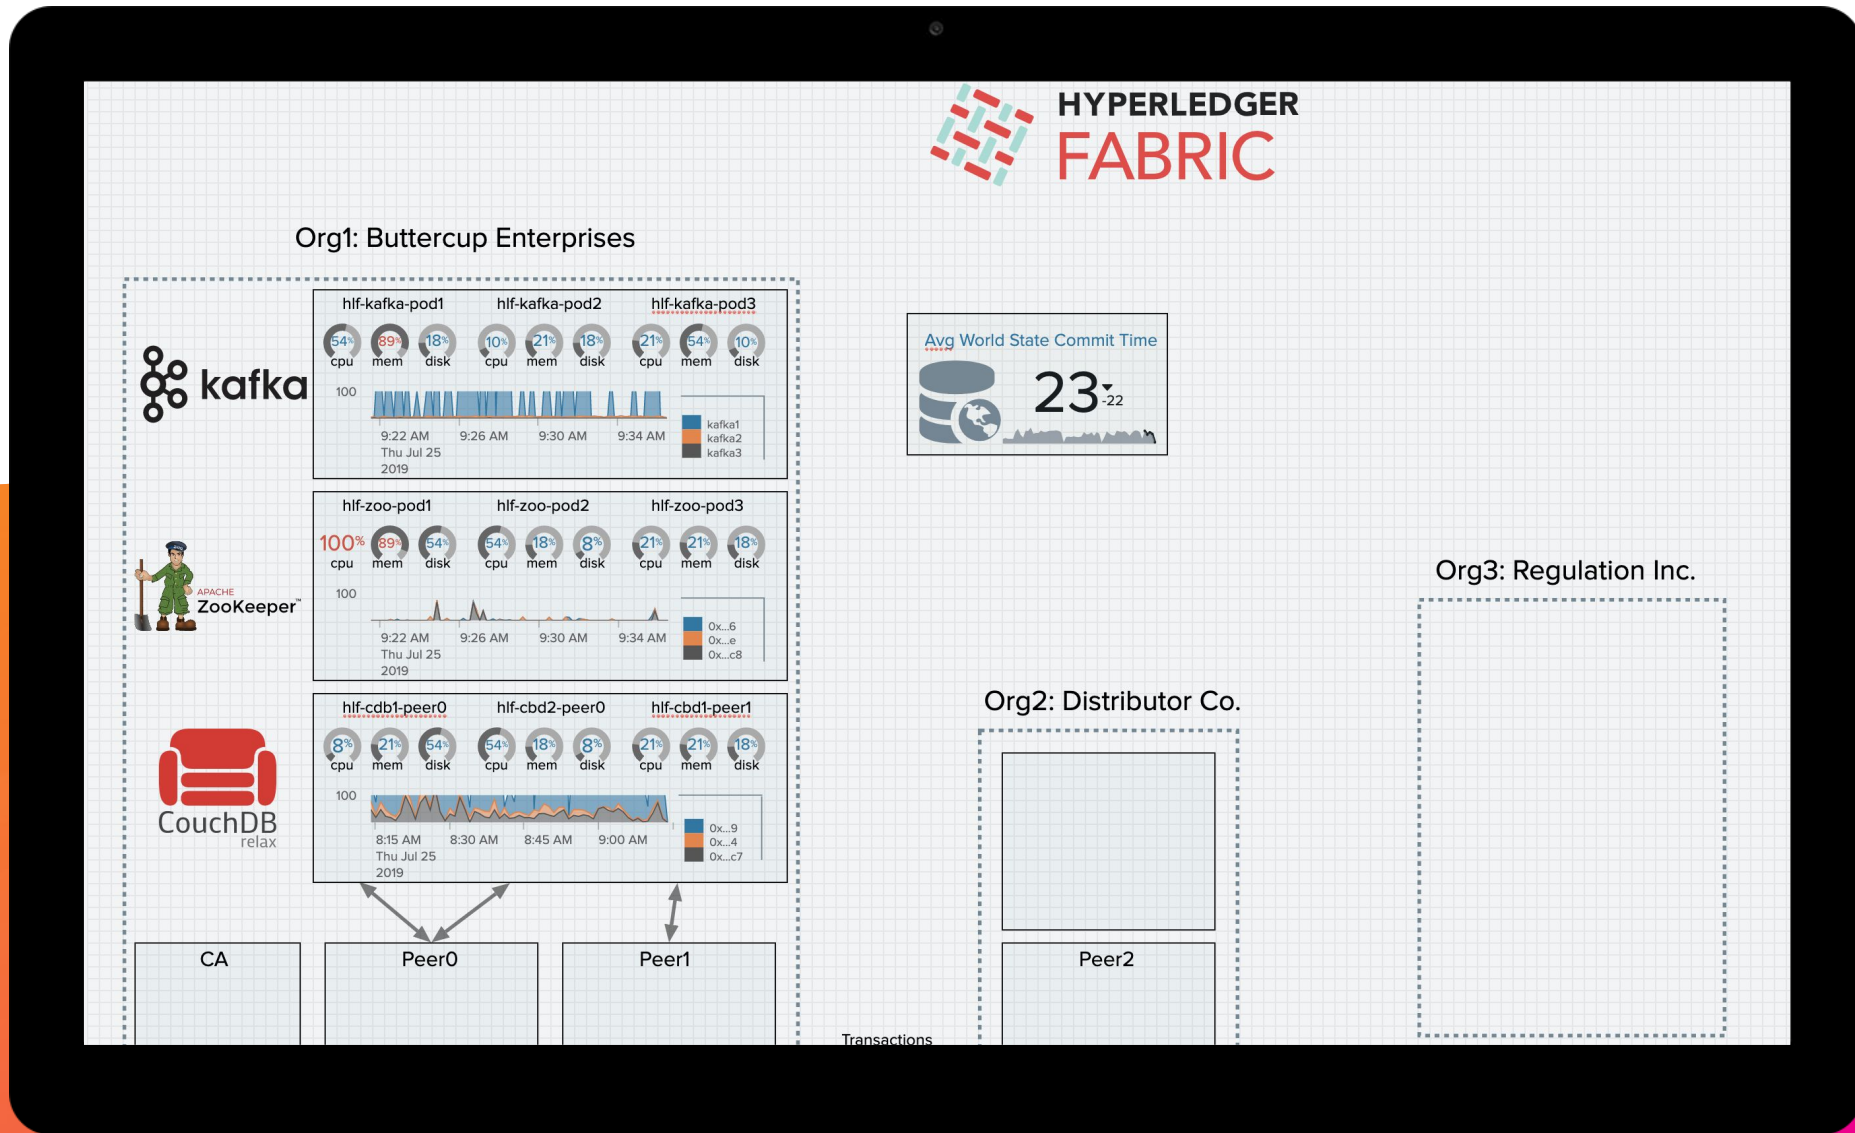 HYPERLEDGER
FABRIC
Org1: Buttercup Enterprises
hlf-kafka-pod1 hlf-kafka-pod2 hlf-kafka-pod3
54% 89% 18% 10% 21% 18% 21% 54% 10%
cpu mem disk cpu mem disk cpu mem disk
kafka
100
9:22 AM 9:26 AM 9:30 AM 9:34 AM
Thu Jul 25
2019
kafka1
kafka2
kafka3
Avg World State Commit Time
23
-22
hlf-zoo-pod1 hlf-zoo-pod2 hlf-zoo-pod3
100% 89% 54% 54% 18% 8% 21% 21% 18%
cpu mem disk cpu mem disk cpu mem disk
APACHE
ZooKeeper™
100
9:22 AM 9:26 AM 9:30 AM 9:34 AM
Thu Jul 25
2019
0x...6
0x...e
0x...c8
hlf-cdb1-peer0 hlf-cbd2-peer0 hlf-cbd1-peer1
8% 21% 54% 54% 18% 8% 21% 21% 18%
cpu mem disk cpu mem disk cpu mem disk
CouchDB
relax
100
8:15 AM 8:30 AM 8:45 AM 9:00 AM
Thu Jul 25
2019
0x...9
0x...4
0x...c7
CA
Peer0
Peer1
Org2: Distributor Co.
Peer2
Transactions
Org3: Regulation Inc.